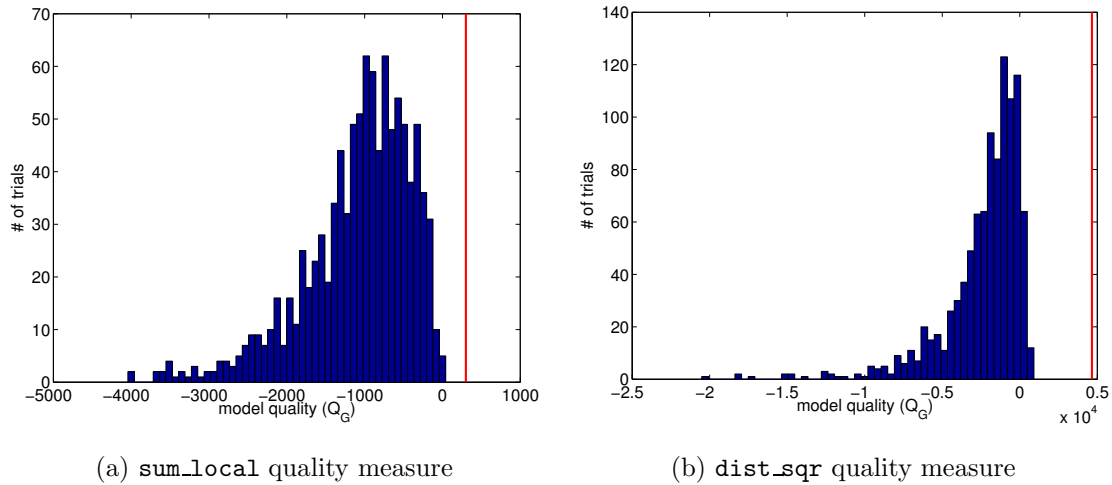 70
60
50
40
30
20
10
0
# of trials
−5000 −4000 −3000 −2000 −1000 0 1000
model quality (Q_G)
(a) sum_local quality measure
140
120
100
80
60
40
20
0
# of trials
−2.5 −2 −1.5 −1 −0.5 0 0.5
model quality (Q_G)
x 10^4
(b) dist_sqr quality measure